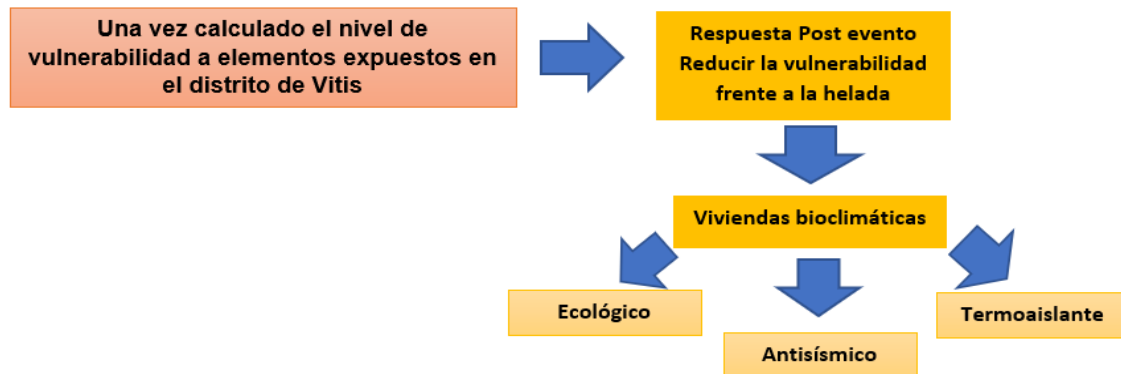 Una vez calculado el nivel de
vulnerabilidad a elementos expuestos en
el distrito de Vitis
Respuesta Post evento
Reducir la vulnerabilidad
frente a la helada
Viviendas bioclimáticas
Ecológico
Antisísmico
Termoaislante